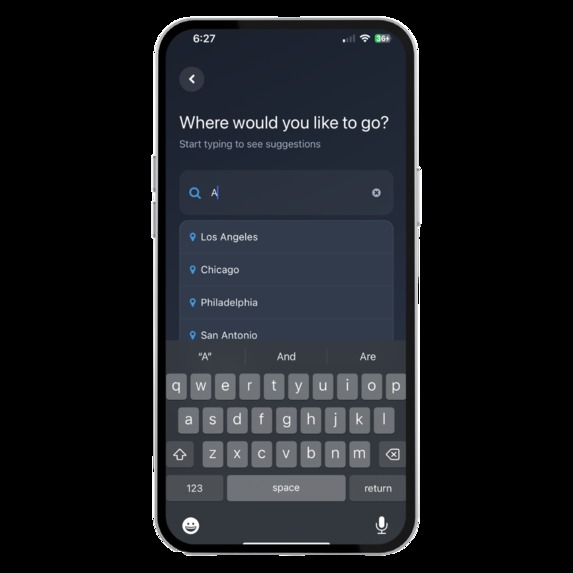 6:27
36+
Where would you like to go?
Start typing to see suggestions
A
Los Angeles
Chicago
Philadelphia
San Antonio
“A” And Are
q w e r t y u i o p
a s d f g h j k l
z x c v b n m
123 space return